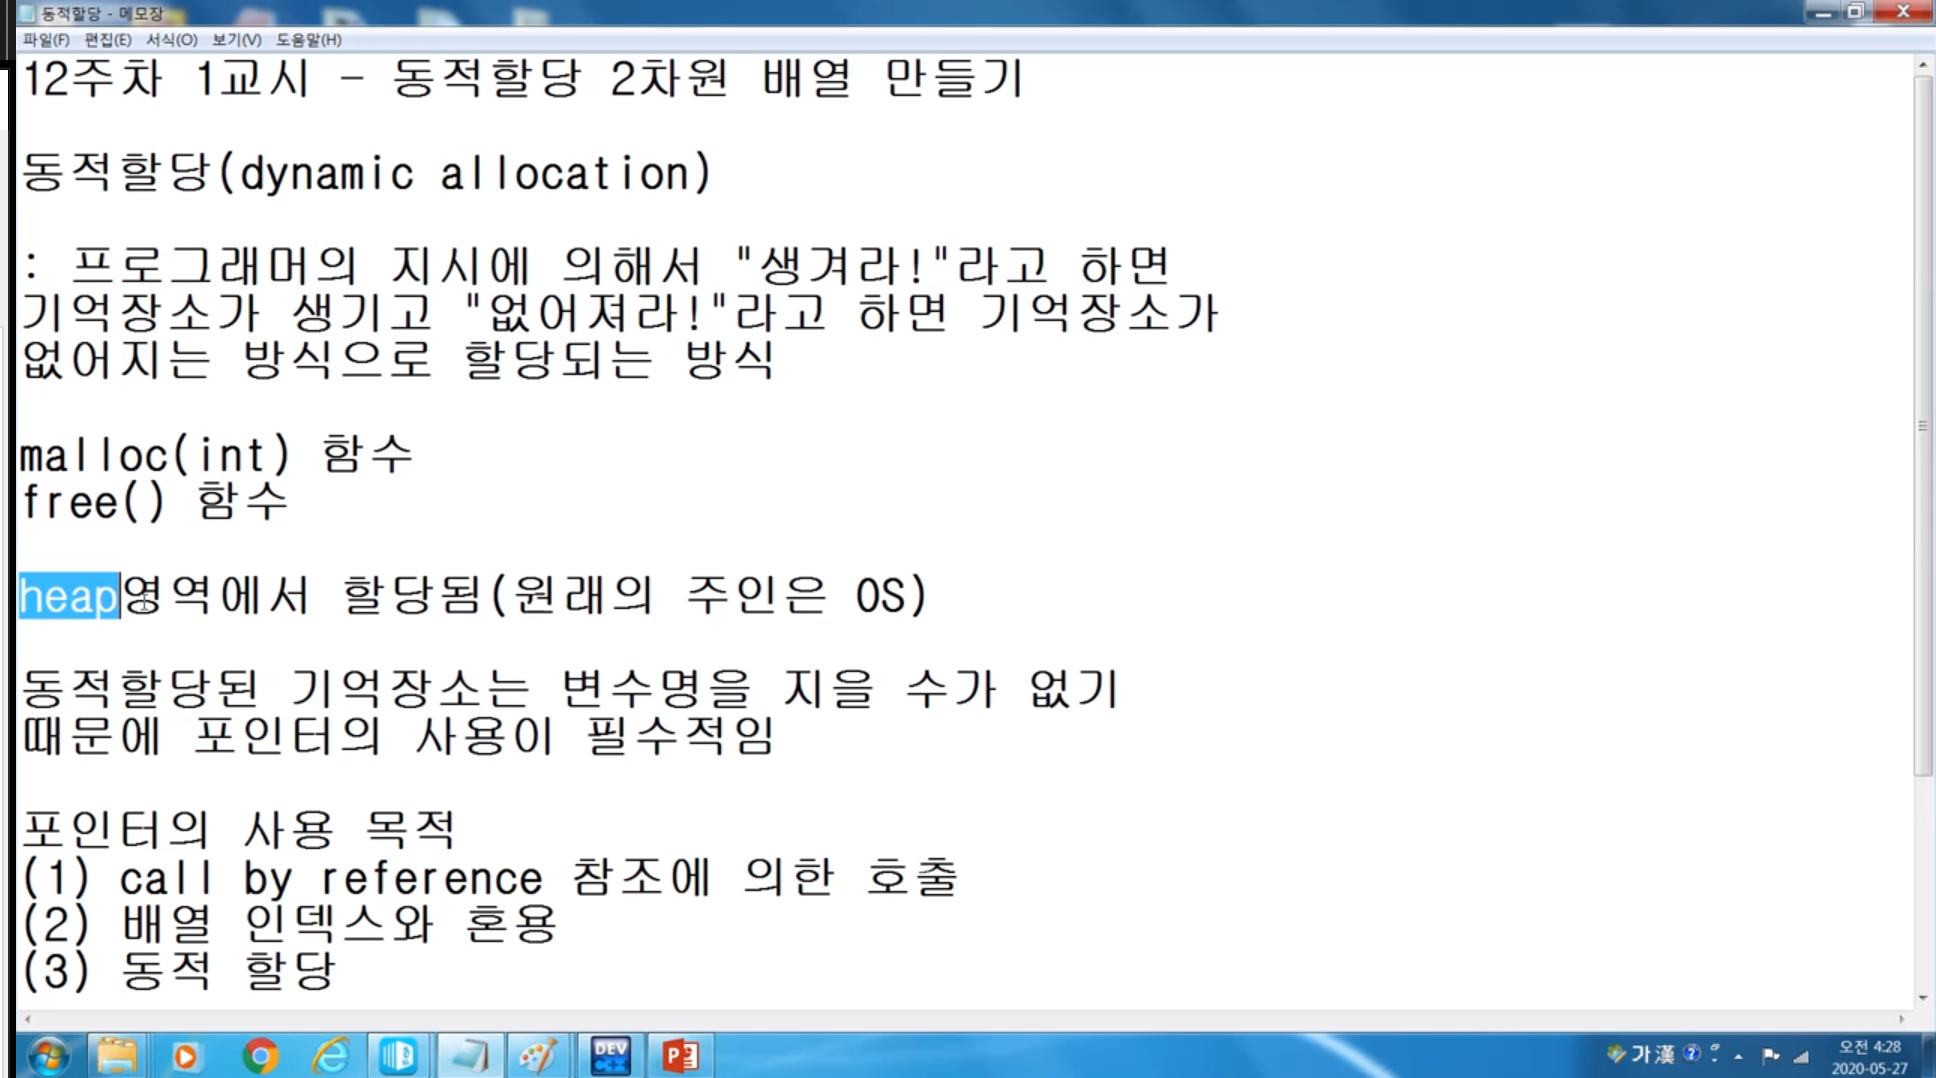 동적할당 - 메모장
파일(F) 편집(E) 서식(O) 보기(V) 도움말(H)
12주차 1교시 - 동적할당 2차원 배열 만들기
동적할당(dynamic allocation)
: 프로그래머의 지시에 의해서 "생겨라!"라고 하면
기억장소가 생기고 "없어져라!"라고 하면 기억장소가
없어지는 방식으로 할당되는 방식
malloc(int) 함수
free() 함수
heap영역에서 할당됨(원래의 주인은 OS)
동적할당된 기억장소는 변수명을 지을 수가 없기
때문에 포인터의 사용이 필수적임
포인터의 사용 목적
(1) call by reference 참조에 의한 호출
(2) 배열 인덱스와 혼용
(3) 동적 할당
DEV
C++
P
가 漢
오전 4:28
2020-05-27